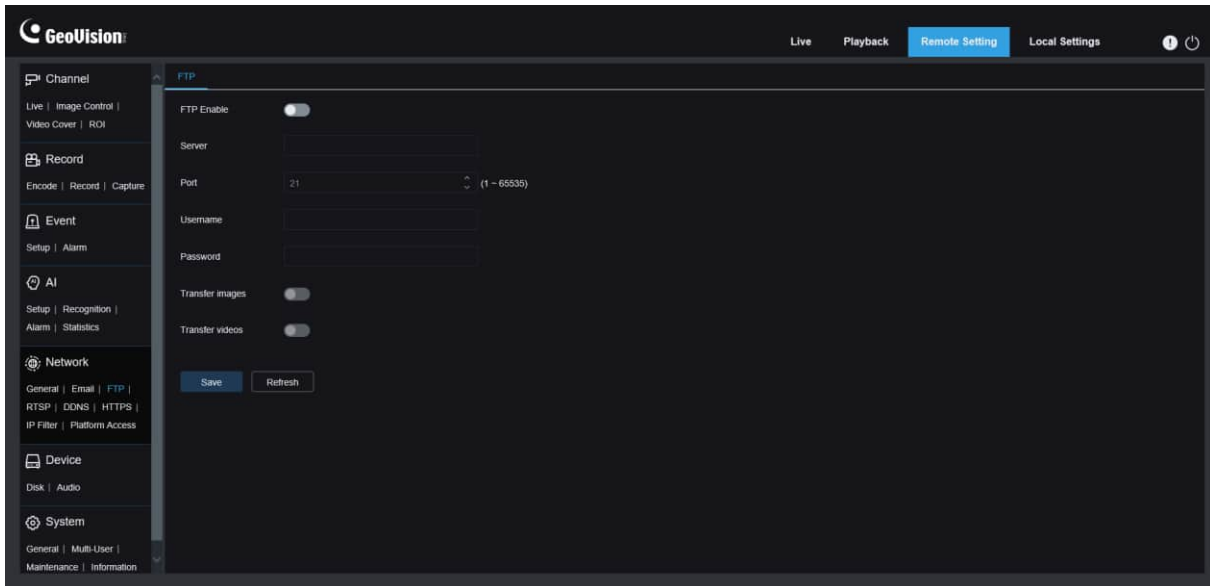 GeoVision
Live Playback Remote Setting Local Settings
Channel
Live | Image Control |
Video Cover | ROI
Record
Encode | Record | Capture
Event
Setup | Alarm
AI
Setup | Recognition |
Alarm | Statistics
Network
General | Email | FTP |
RTSP | DDNS | HTTPS |
IP Filter | Platform Access
Device
Disk | Audio
System
General | Multi-User |
Maintenance | Information
FTP
FTP Enable
Server
Port 21 (1 ~ 65535)
Username
Password
Transfer images
Transfer videos
Save Refresh